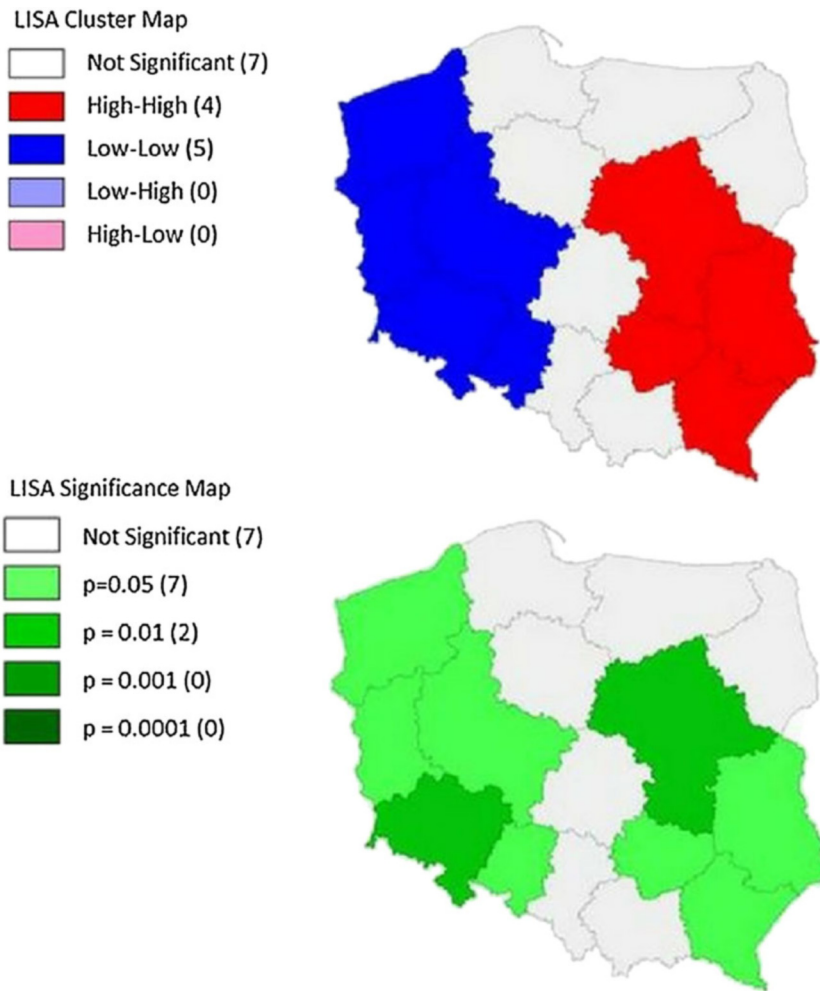 LISA Cluster Map
Not Significant (7)
High-High (4)
Low-Low (5)
Low-High (0)
High-Low (0)
LISA Significance Map
Not Significant (7)
p=0.05 (7)
p = 0.01 (2)
p = 0.001 (0)
p = 0.0001 (0)